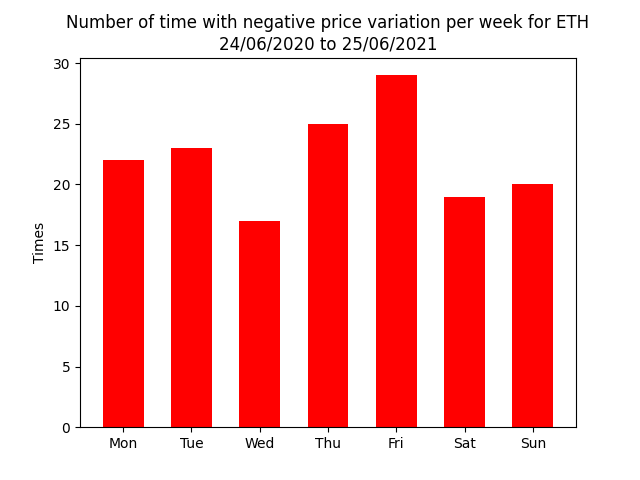 Number of time with negative price variation per week for ETH
24/06/2020 to 25/06/2021
30
25
20
15
10
5
0
Times
Mon Tue Wed Thu Fri Sat Sun